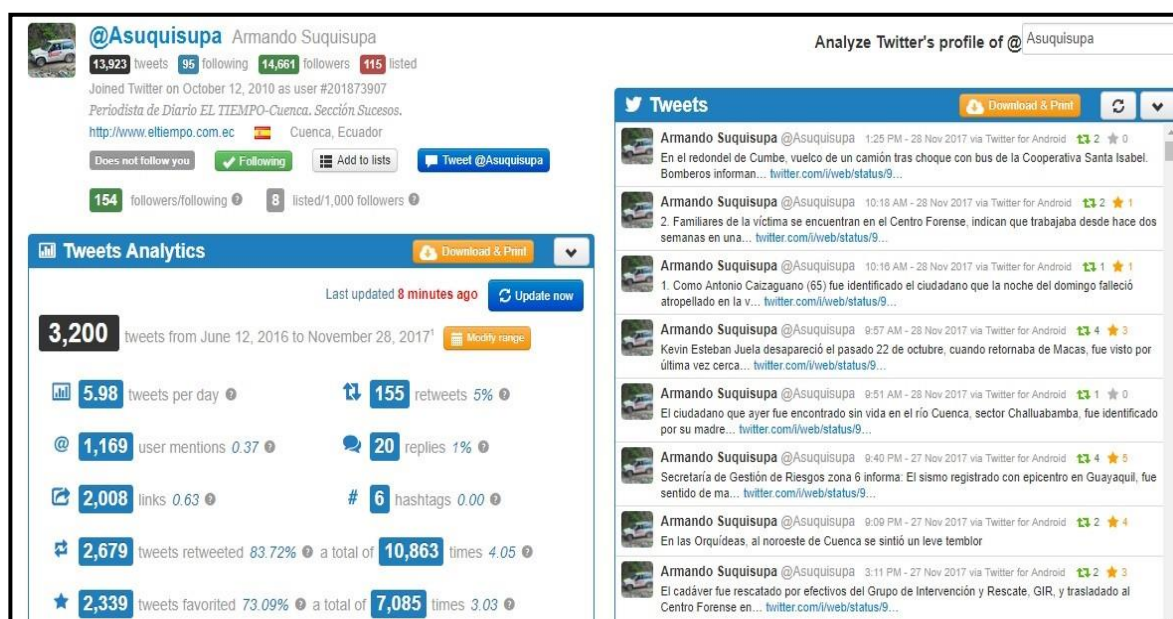 @Asuquisupa Armando Suquisupa
13,923 tweets 95 following 14,661 followers 115 listed
Joined Twitter on October 12, 2010 as user #201873907
Periodista de Diario EL TIEMPO-Cuenca. Sección Sucesos.
http://www.eltiempo.com.ec Cuenca, Ecuador
Does not follow you Following Add to lists Tweet @Asuquisupa
154 followers/following 8 listed/1,000 followers
Tweets Analytics Download & Print
Last updated 8 minutes ago Update now
3,200 tweets from June 12, 2016 to November 28, 2017¹ Modify range
5.98 tweets per day 155 retweets 5%
@ 1,169 user mentions 0.37 20 replies 1%
2,008 links 0.63 # 6 hashtags 0.00
2,679 tweets retweeted 83.72% a total of 10,863 times 4.05
2,339 tweets favorited 73.09% a total of 7,085 times 3.03
Analyze Twitter's profile of @ Asuquisupa
Tweets Download & Print
Armando Suquisupa @Asuquisupa 1:25 PM - 28 Nov 2017 via Twitter for Android 2 0
En el redondel de Cumbe, vuelco de un camión tras choque con bus de la Cooperativa Santa Isabel.
Bomberos informan... twitter.com/i/web/status/9...
Armando Suquisupa @Asuquisupa 10:18 AM - 28 Nov 2017 via Twitter for Android 2 1
2. Familiares de la víctima se encuentran en el Centro Forense, indican que trabajaba desde hace dos
semanas en una... twitter.com/i/web/status/9...
Armando Suquisupa @Asuquisupa 10:16 AM - 28 Nov 2017 via Twitter for Android 1 1
1. Como Antonio Caizaguano (65) fue identificado el ciudadano que la noche del domingo falleció
atropellado en la v... twitter.com/i/web/status/9...
Armando Suquisupa @Asuquisupa 9:57 AM - 28 Nov 2017 via Twitter for Android 4 3
Kevin Esteban Juela desapareció el pasado 22 de octubre, cuando retornaba de Macas, fue visto por
última vez cerca... twitter.com/i/web/status/9...
Armando Suquisupa @Asuquisupa 9:51 AM - 28 Nov 2017 via Twitter for Android 1 0
El ciudadano que ayer fue encontrado sin vida en el río Cuenca, sector Challuabamba, fue identificado
por su madre... twitter.com/i/web/status/9...
Armando Suquisupa @Asuquisupa 9:40 PM - 27 Nov 2017 via Twitter for Android 4 5
Secretaría de Gestión de Riesgos zona 6 informa: El sismo registrado con epicentro en Guayaquil, fue
sentido de ma... twitter.com/i/web/status/9...
Armando Suquisupa @Asuquisupa 9:09 PM - 27 Nov 2017 via Twitter for Android 2 4
En las Orquídeas, al noroeste de Cuenca se sintió un leve temblor
Armando Suquisupa @Asuquisupa 3:11 PM - 27 Nov 2017 via Twitter for Android 2 3
El cadáver fue rescatado por efectivos del Grupo de Intervención y Rescate, GIR, y trasladado al
Centro Forense en... twitter.com/i/web/status/9...